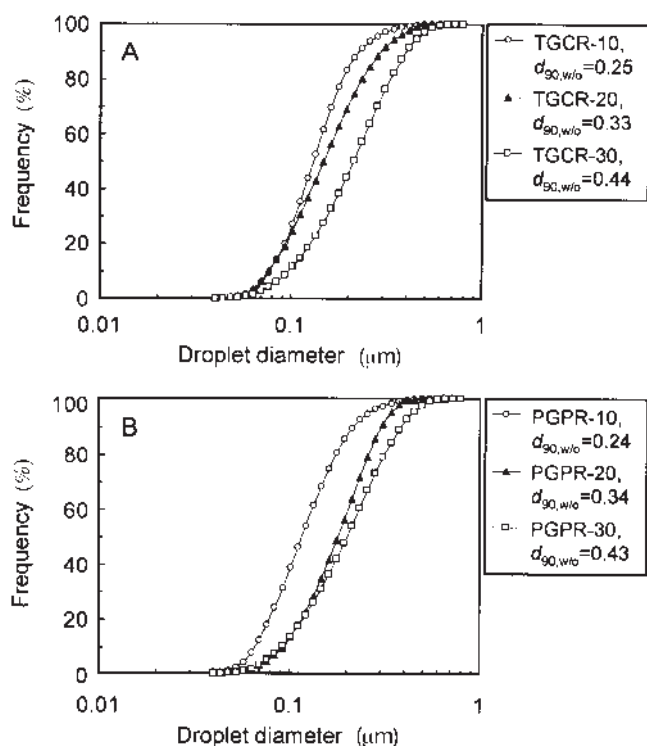 A
100
80
60
40
20
0
Frequency (%)
0.01
0.1
1
Droplet diameter (μm)
TGCR-10,
d90,w/o=0.25
TGCR-20,
d90,w/o=0.33
TGCR-30,
d90,w/o=0.44
B
100
80
60
40
20
0
Frequency (%)
0.01
0.1
1
Droplet diameter (μm)
PGPR-10,
d90,w/o=0.24
PGPR-20,
d90,w/o=0.34
PGPR-30,
d90,w/o=0.43